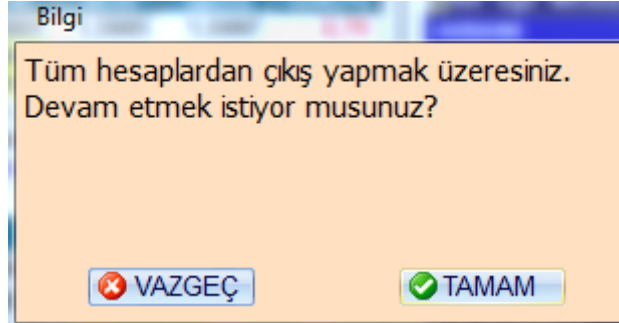 Bilgi
Tüm hesaplardan çıkış yapmak üzeresiniz.
Devam etmek istiyor musunuz?
VAZGEÇ
TAMAM